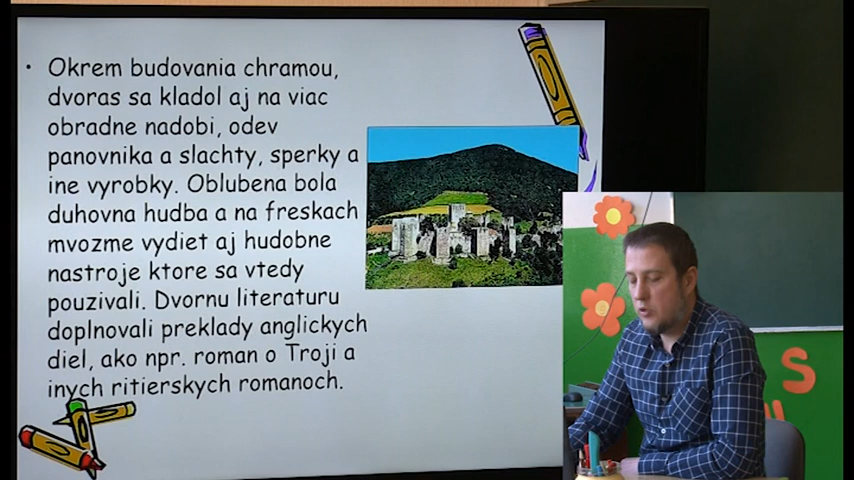 • Okrem budovania chramou,
dvoras sa kladol aj na viac
obradne nadobi, odev
panovnika a slachty, sperky a
ine vyrobky. Oblubena bola
duhovna hudba a na freskach
mvozme vydiet aj hudobne
nastroje ktore sa vtedy
pouzivali. Dvornu literaturu
doplnovali preklady anglickych
diel, ako npr. roman o Troji a
inych ritierskych romanoch.
S